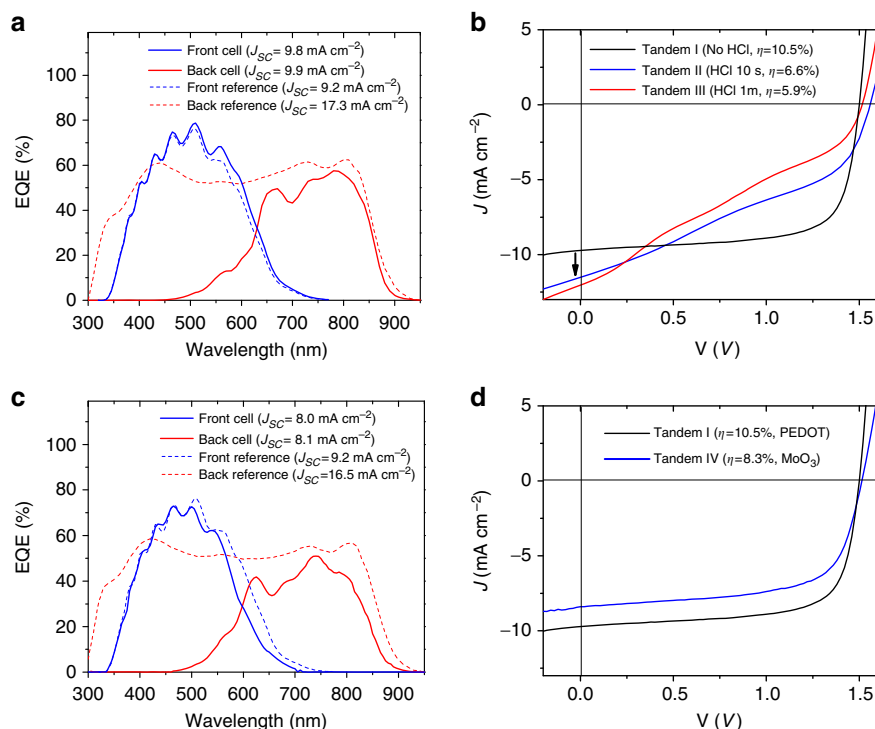 a
Front cell (JSC = 9.8 mA cm−2)
Back cell (JSC = 9.9 mA cm−2)
Front reference (JSC = 9.2 mA cm−2)
Back reference (JSC = 17.3 mA cm−2)
100
80
60
40
20
0
EQE (%)
300 400 500 600 700 800 900
Wavelength (nm)
b
Tandem I (No HCl, η=10.5%)
Tandem II (HCl 10 s, η=6.6%)
Tandem III (HCl 1m, η=5.9%)
5
0
−5
−10
J (mA cm−2)
0.0 0.5 1.0 1.5
V (V)
c
Front cell (JSC = 8.0 mA cm−2)
Back cell (JSC = 8.1 mA cm−2)
Front reference (JSC = 9.2 mA cm−2)
Back reference (JSC =16.5 mA cm−2)
100
80
60
40
20
0
EQE (%)
300 400 500 600 700 800 900
Wavelength (nm)
d
Tandem I (η=10.5%, PEDOT)
Tandem IV (η=8.3%, MoO3)
5
0
−5
−10
J (mA cm−2)
0.0 0.5 1.0 1.5
V (V)